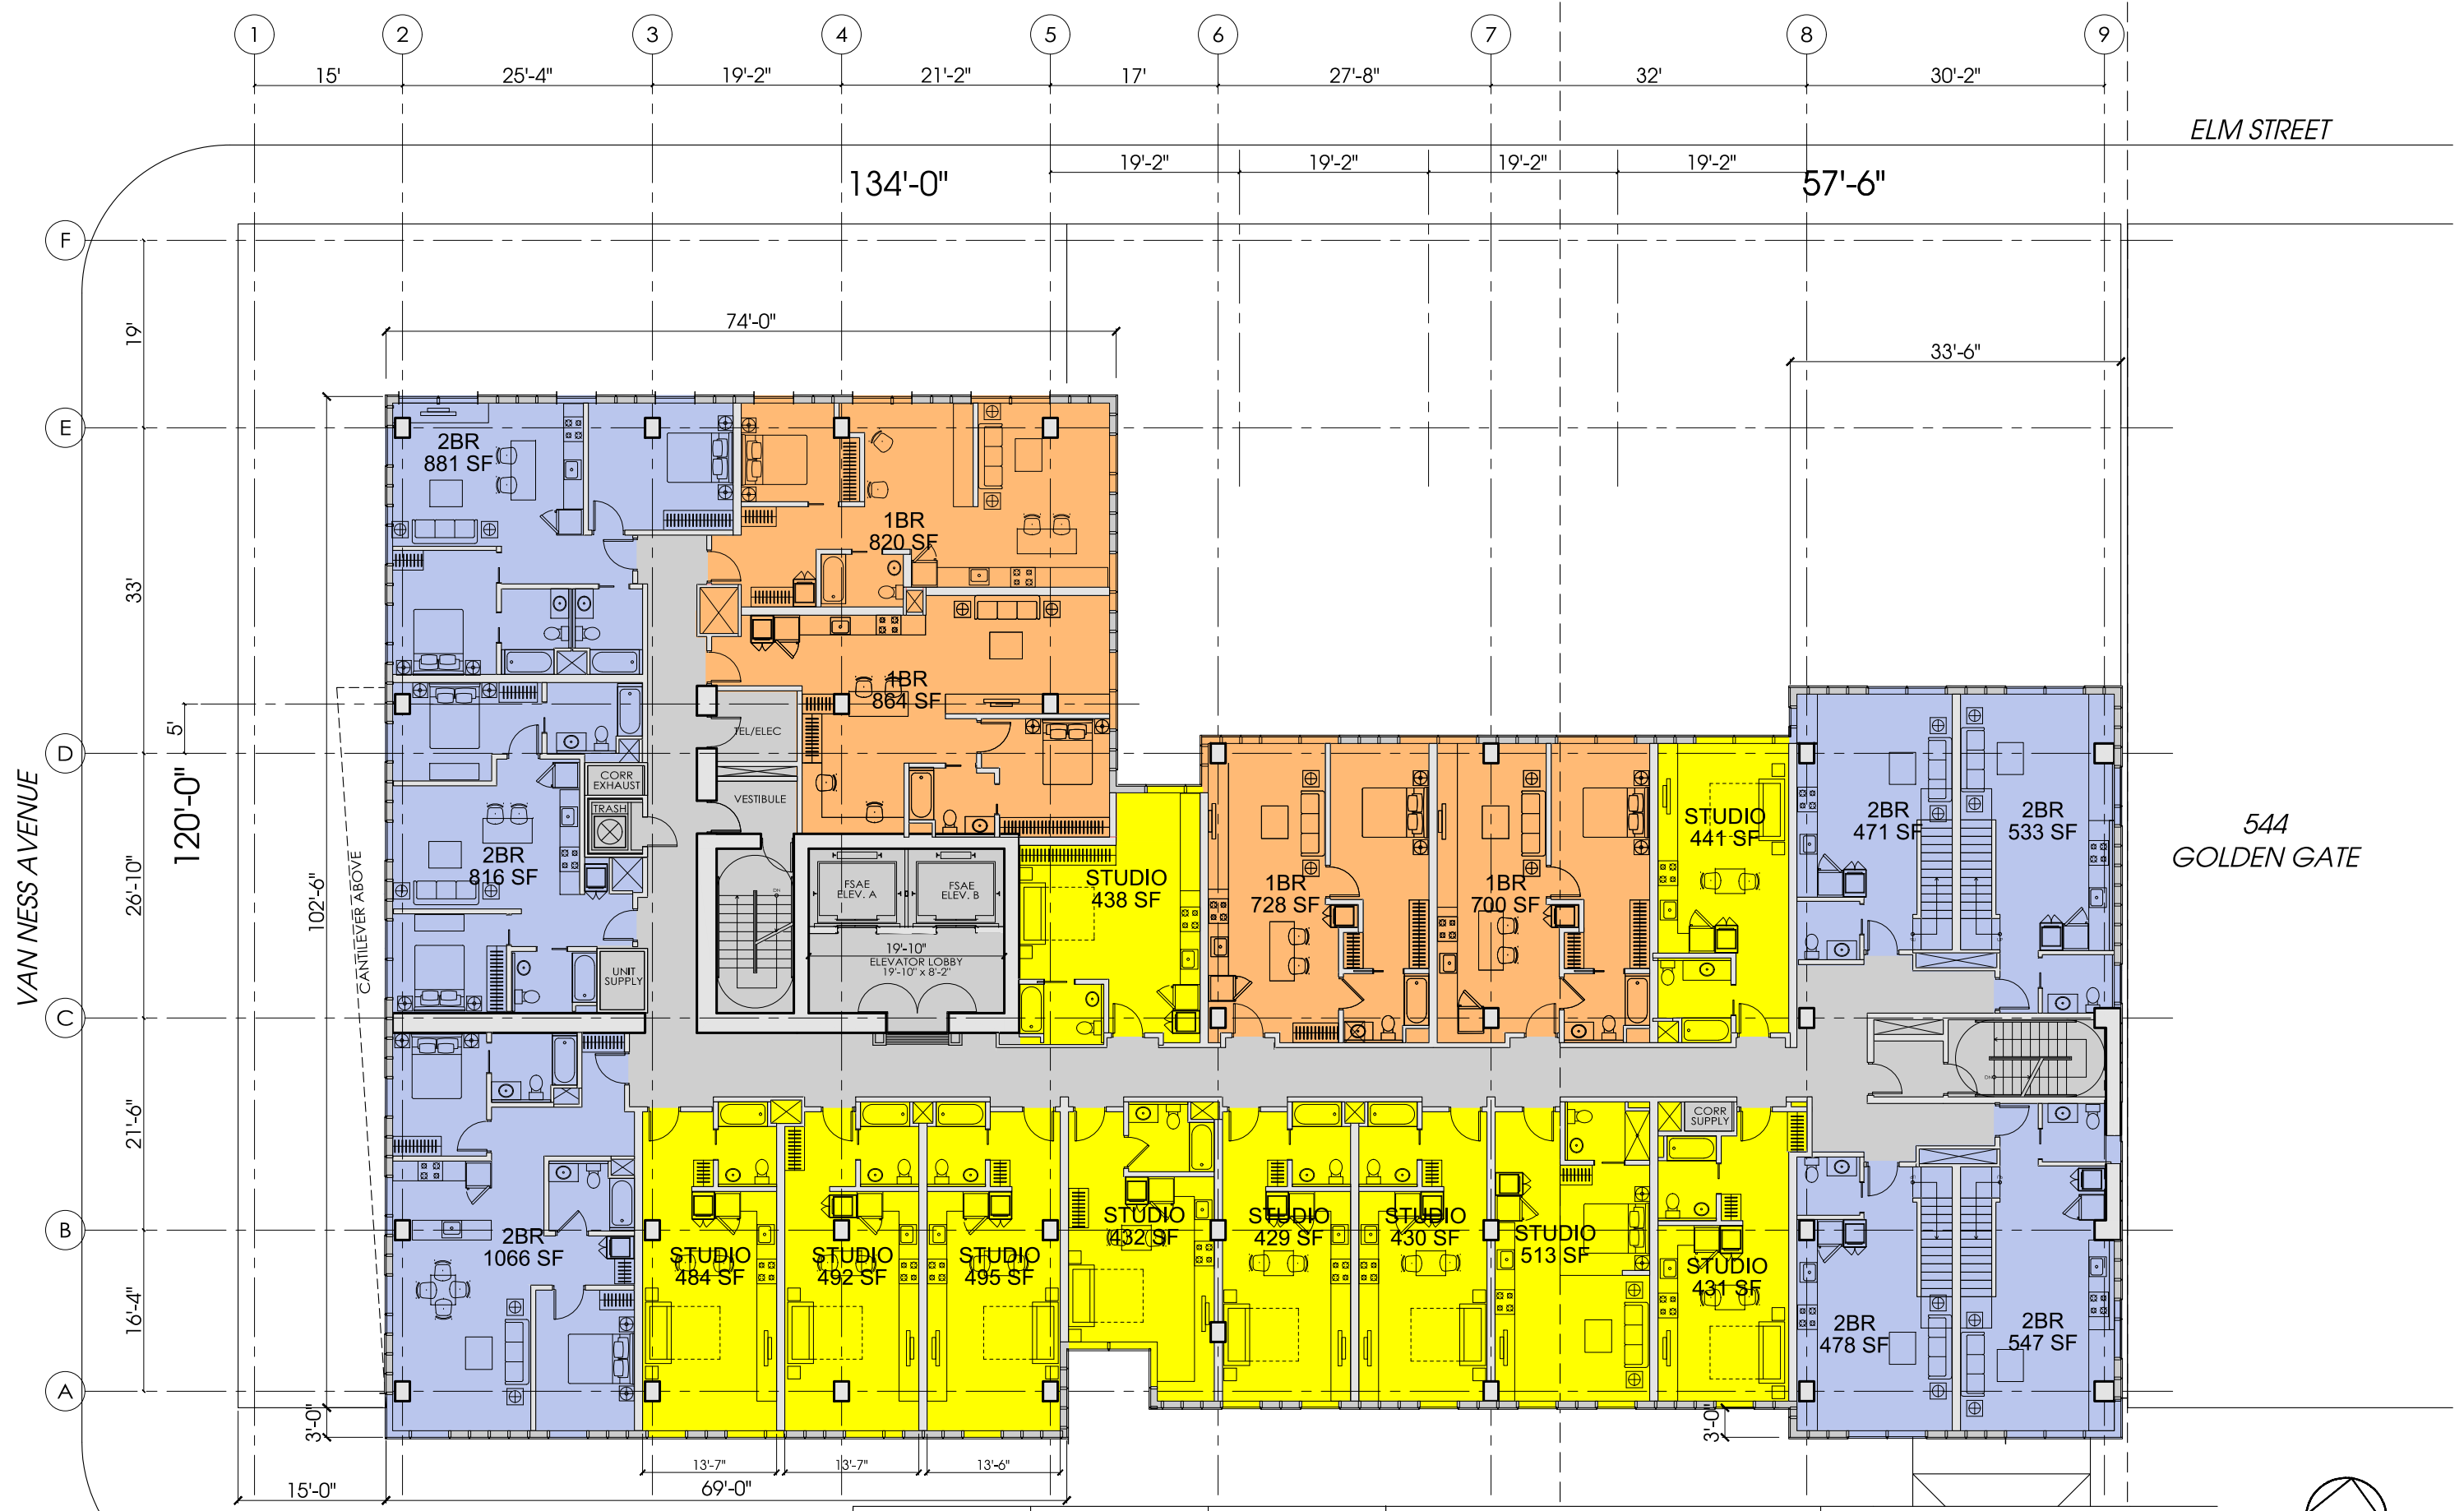 1 2 3 4 5 6 7 8 9
15' 25'-4" 19'-2" 21'-2" 17' 27'-8" 32' 30'-2"
ELM STREET
19'-2" 19'-2" 19'-2" 19'-2"
134'-0" 57'-6"
F
19'
74'-0"
33'-6"
E
2BR
881 SF
1BR
820 SF
33'
1BR
864 SF
5'
TEL/ELEC
D
CORR
EXHAUST
TRASH
VESTIBULE
VAN NESS AVENUE
120'-0"
102'-6"
CANTILEVER ABOVE
26'-10"
2BR
816 SF
FSAE
ELEV. A
FSAE
ELEV. B
DN
19'-10"
ELEVATOR LOBBY
19'-10" x 8'-2"
UNIT
SUPPLY
STUDIO
438 SF
1BR
728 SF
1BR
700 SF
STUDIO
441 SF
2BR
471 SF
2BR
533 SF
544
GOLDEN GATE
C
DN
21'-6"
CORR
SUPPLY
B
2BR
1066 SF
STUDIO
484 SF
STUDIO
492 SF
STUDIO
495 SF
STUDIO
432 SF
STUDIO
429 SF
STUDIO
430 SF
STUDIO
513 SF
STUDIO
431 SF
2BR
478 SF
2BR
547 SF
16'-4"
A
3'-0"
3'-0"
13'-7" 13'-7" 13'-6"
15'-0" 69'-0"